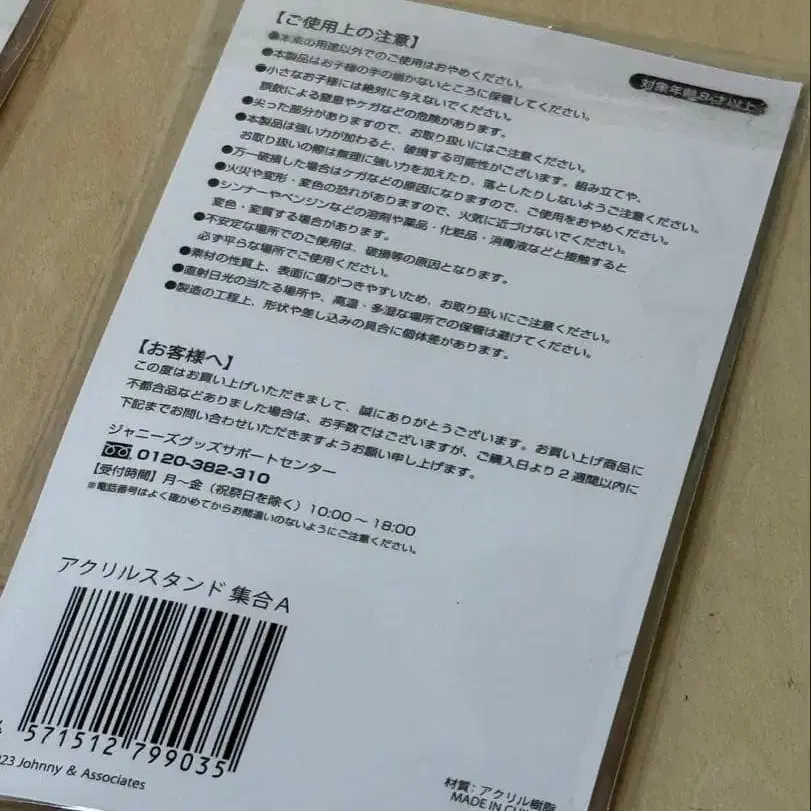 【ご使用上の注意】
対象年齢 才以上
●本来の用途以外でのご使用はおやめください。
●本製品はお子様の手の届かないところに保管してください。
●小さなお子様には絶対に与えないでください。
誤飲による窒息やケガなどの危険があります。
●尖った部分がありますので、お取り扱いにはご注意ください。
●本製品は強い力が加わると、破損する可能性がございます。組み立てや、
お取り扱いの際は無理に強い力を加えたり、落としたりしないようご注意ください。
●万一破損した場合はケガなどの原因になりますので、ご使用をおやめください。
●火災や変形・変色の恐れがありますので、火気に近づけないでください。
●シンナーやベンジンなどの溶剤や薬品・化粧品・消毒液などと接触すると
変色・変質する場合があります。
●不安定な場所でのご使用は、破損等の原因となります。
必ず平らな場所でご使用ください。
●素材の性質上、表面に傷がつきやすいため、お取り扱いにご注意ください。
●直射日光の当たる場所や、高温・多湿な場所での保管は避けてください。
●製造の工程上、形状や差し込みの具合に個体差があります。
【お客様へ】
この度はお買い上げいただきまして、誠にありがとうございます。お買い上げ商品に
不都合品などありました場合は、お手数ではございますが、ご購入日より2週間以内に
下記までお問い合わせいただきますようお願い申し上げます。
ジャニーズグッズサポートセンター
0120-382-310
【受付時間】月~金（祝祭日を除く）10:00~18:00
※電話番号はよく確かめてからお間違いのないようにご注意ください。
アクリルスタンド 集合A
571512 799035
23 Johnny & Associates
材質：アクリル樹脂
MADE IN